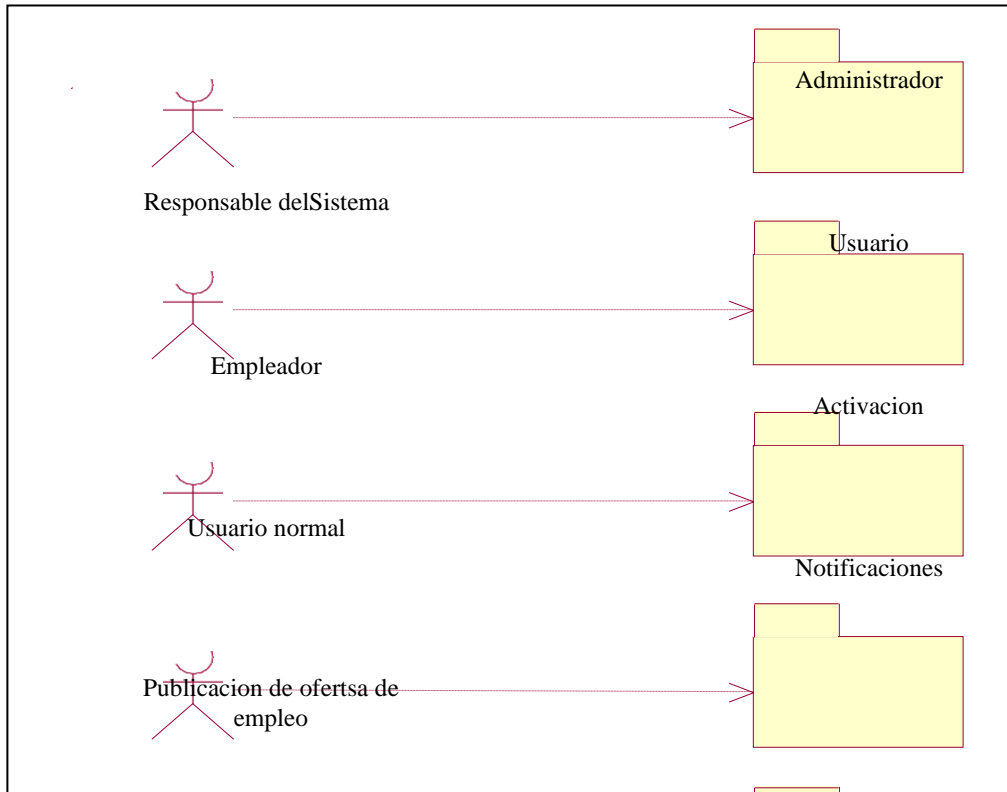 Administrador
Responsable delSistema
Usuario
Empleador
Activacion
Usuario normal
Notificaciones
Publicacion de ofertsa de
empleo